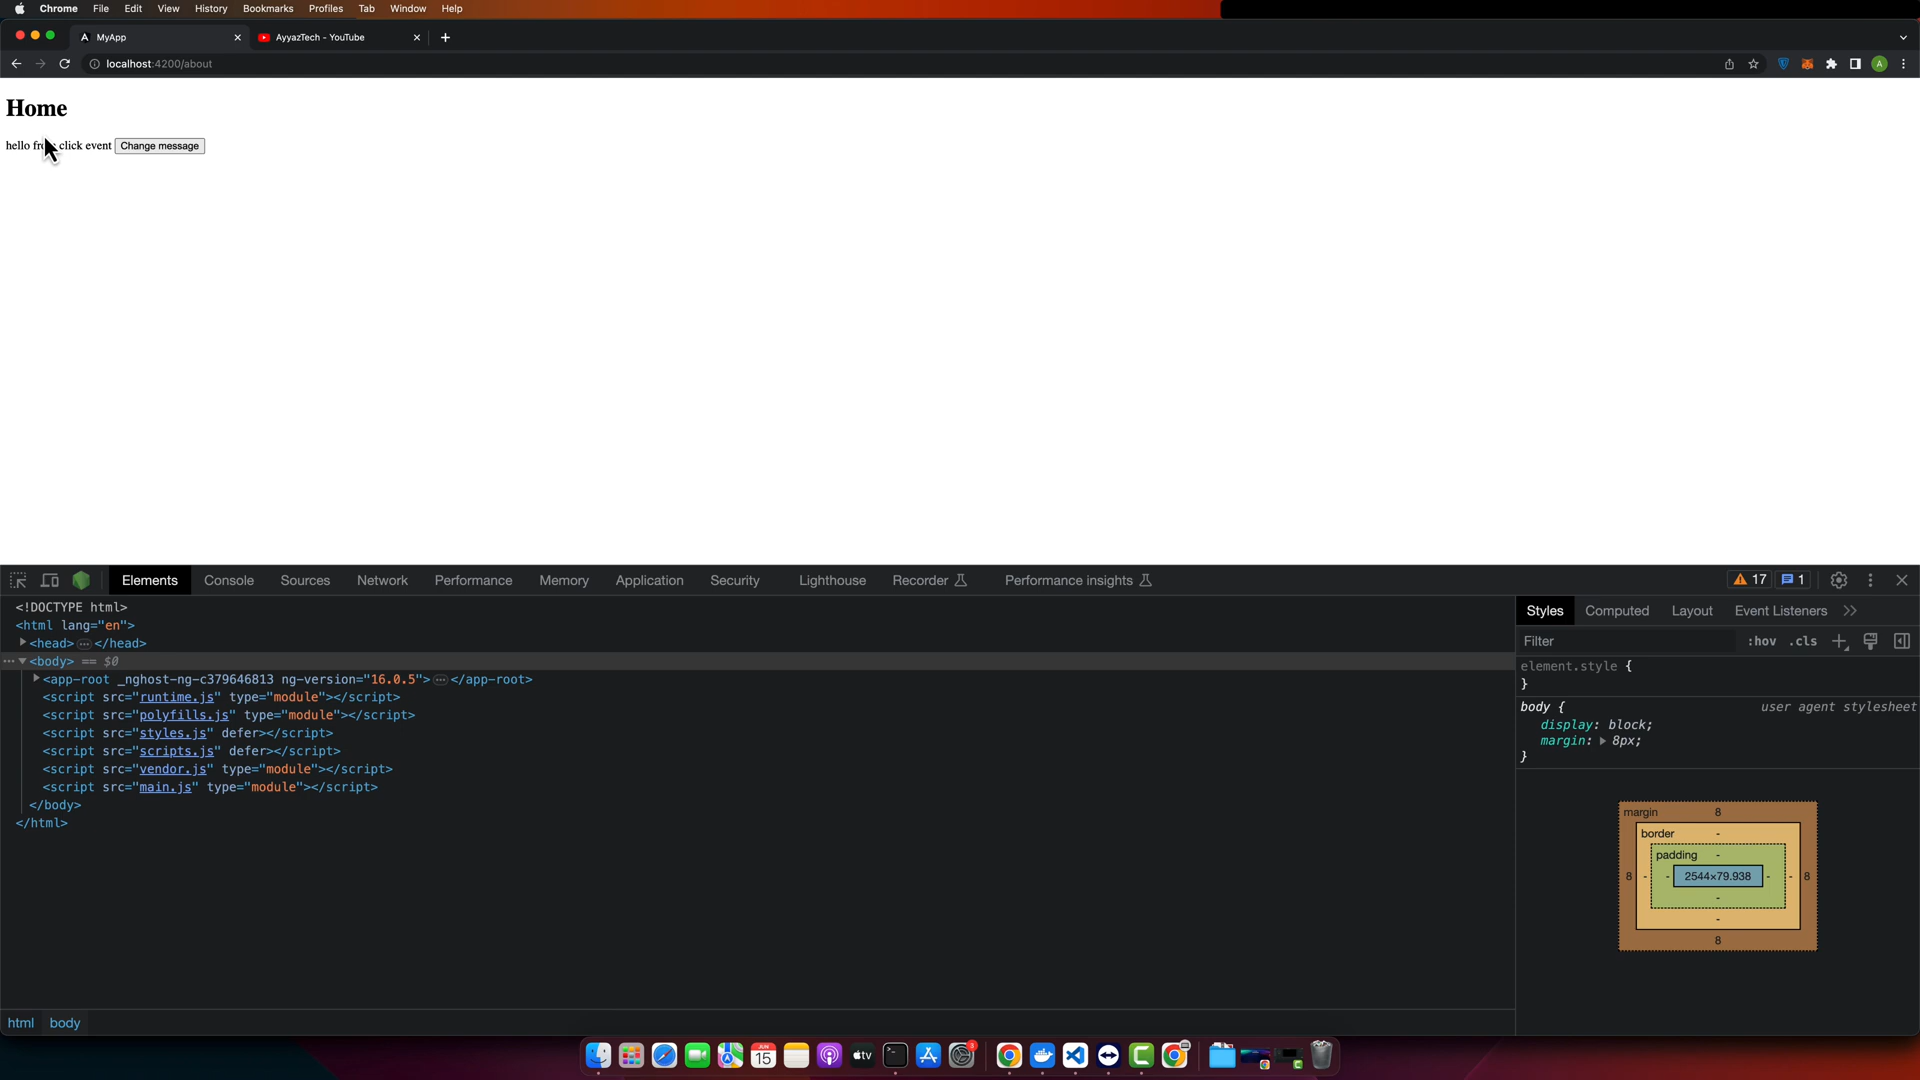 Chrome File Edit View History Bookmarks Profiles Tab Window Help
MyApp AyyazTech - YouTube
localhost:4200/about
A
Home
hello click event Change message
Elements Console Sources Network Performance Memory Application Security Lighthouse Recorder Performance insights 17 1
<!DOCTYPE html>
<html lang="en">
<head> … </head>
… <body> == $0
<app-root _nghost-ng-c379646813 ng-version="16.0.5"> … </app-root>
<script src="runtime.js" type="module"></script>
<script src="polyfills.js" type="module"></script>
<script src="styles.js" defer></script>
<script src="scripts.js" defer></script>
<script src="vendor.js" type="module"></script>
<script src="main.js" type="module"></script>
</body>
</html>
html body
Styles Computed Layout Event Listeners
Filter :hov .cls
element.style {
}
body { user agent stylesheet
display: block;
margin: 8px;
}
margin 8
border -
padding -
8 - - 2544×79.938 - - 8
-
-
8
tv JUN 15 3